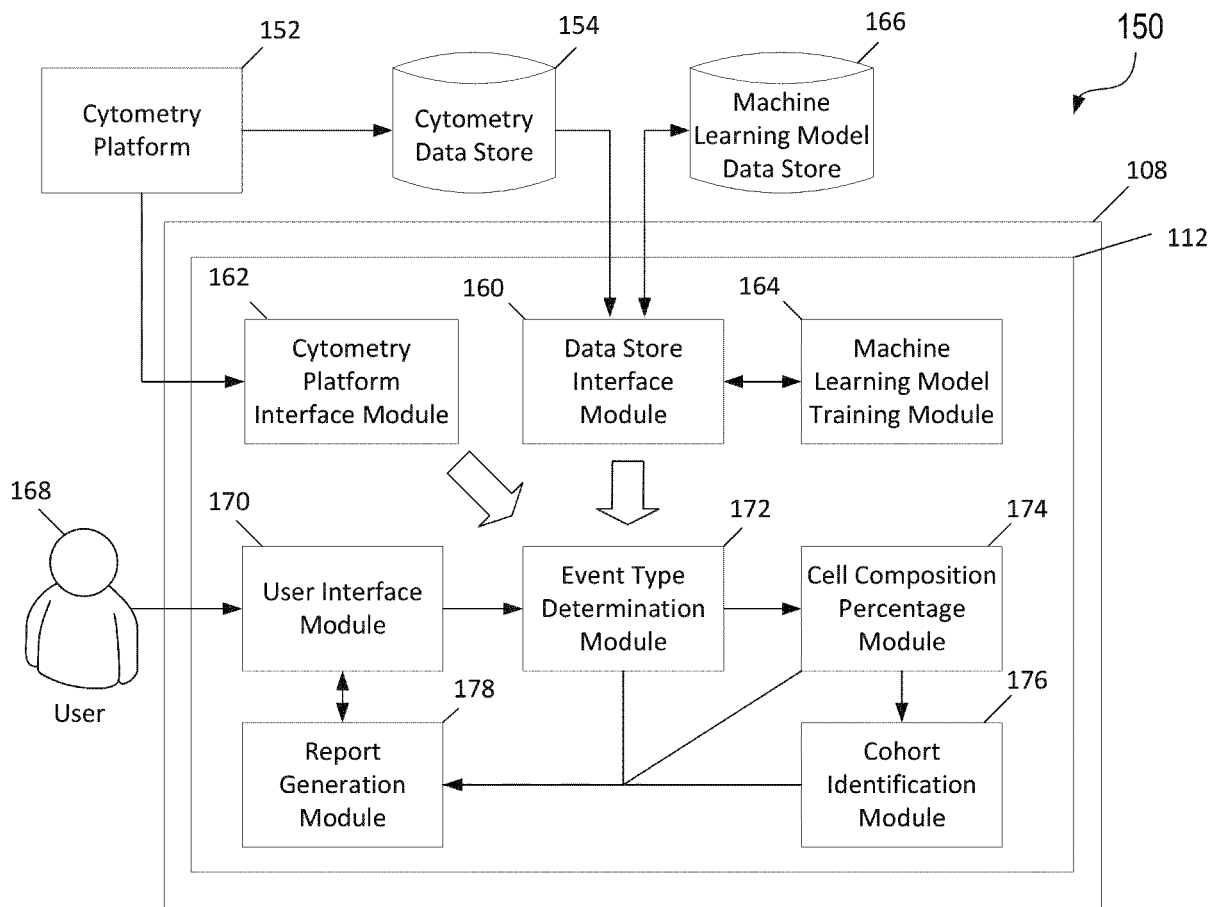 152
154
166
150
Cytometry
Platform
Cytometry
Data Store
Machine
Learning Model
Data Store
108
112
162
160
164
Cytometry
Platform
Interface Module
Data Store
Interface
Module
Machine
Learning Model
Training Module
168
170
172
174
User Interface
Module
Event Type
Determination
Module
Cell Composition
Percentage
Module
User
178
176
Report
Generation
Module
Cohort
Identification
Module